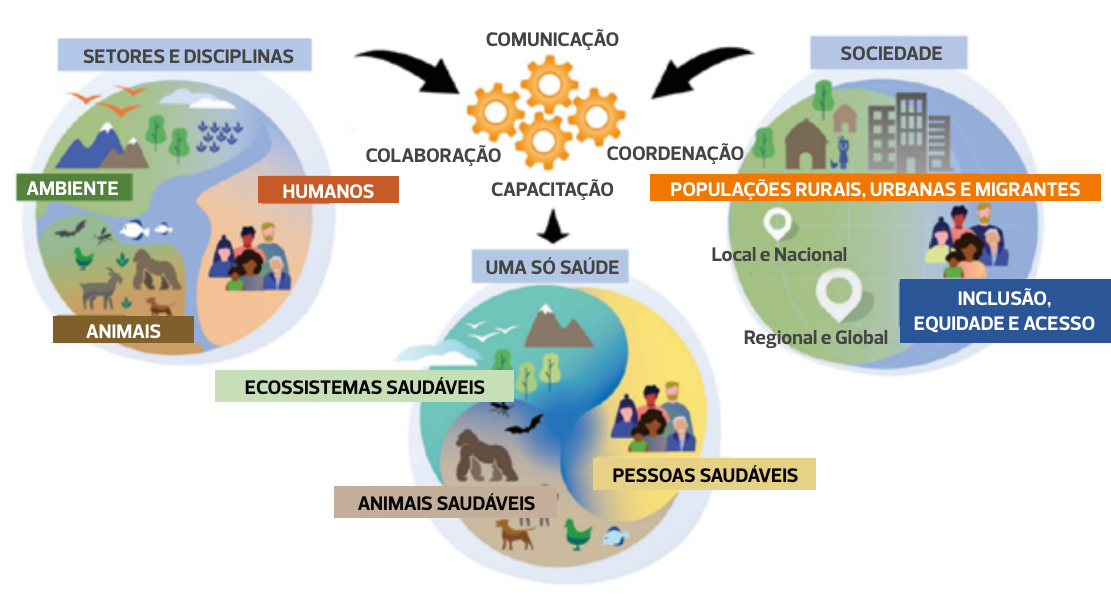 SETORES E DISCIPLINAS
AMBIENTE
HUMANOS
ANIMAIS
COMUNICAÇÃO
COLABORAÇÃO
COORDENAÇÃO
CAPACITAÇÃO
SOCIEDADE
POPULAÇÕES RURAIS, URBANAS E MIGRANTES
Local e Nacional
Regional e Global
INCLUSÃO,
EQUIDADE E ACESSO
UMA SÓ SAÚDE
ECOSSISTEMAS SAUDÁVEIS
PESSOAS SAUDÁVEIS
ANIMAIS SAUDÁVEIS